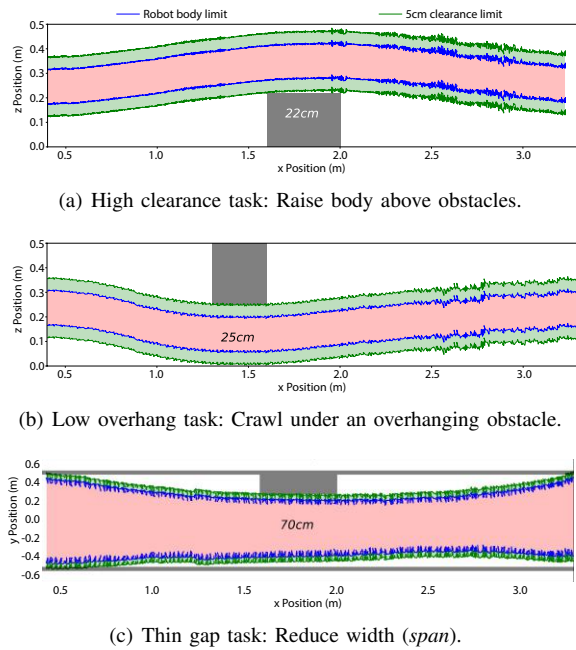 Robot body limit 5cm clearance limit
0.5
0.4
0.3
0.2
0.1
0.0
z Position (m)
22cm
0.5 1.0 1.5 2.0 2.5 3.0
x Position (m)
(a) High clearance task: Raise body above obstacles.
0.5
0.4
0.3
0.2
0.1
0.0
z Position (m)
25cm
0.5 1.0 1.5 2.0 2.5 3.0
x Position (m)
(b) Low overhang task: Crawl under an overhanging obstacle.
0.6
0.4
0.2
0.0
-0.2
-0.4
-0.6
y Position (m)
70cm
0.5 1.0 1.5 2.0 2.5 3.0
x Position (m)
(c) Thin gap task: Reduce width (span).